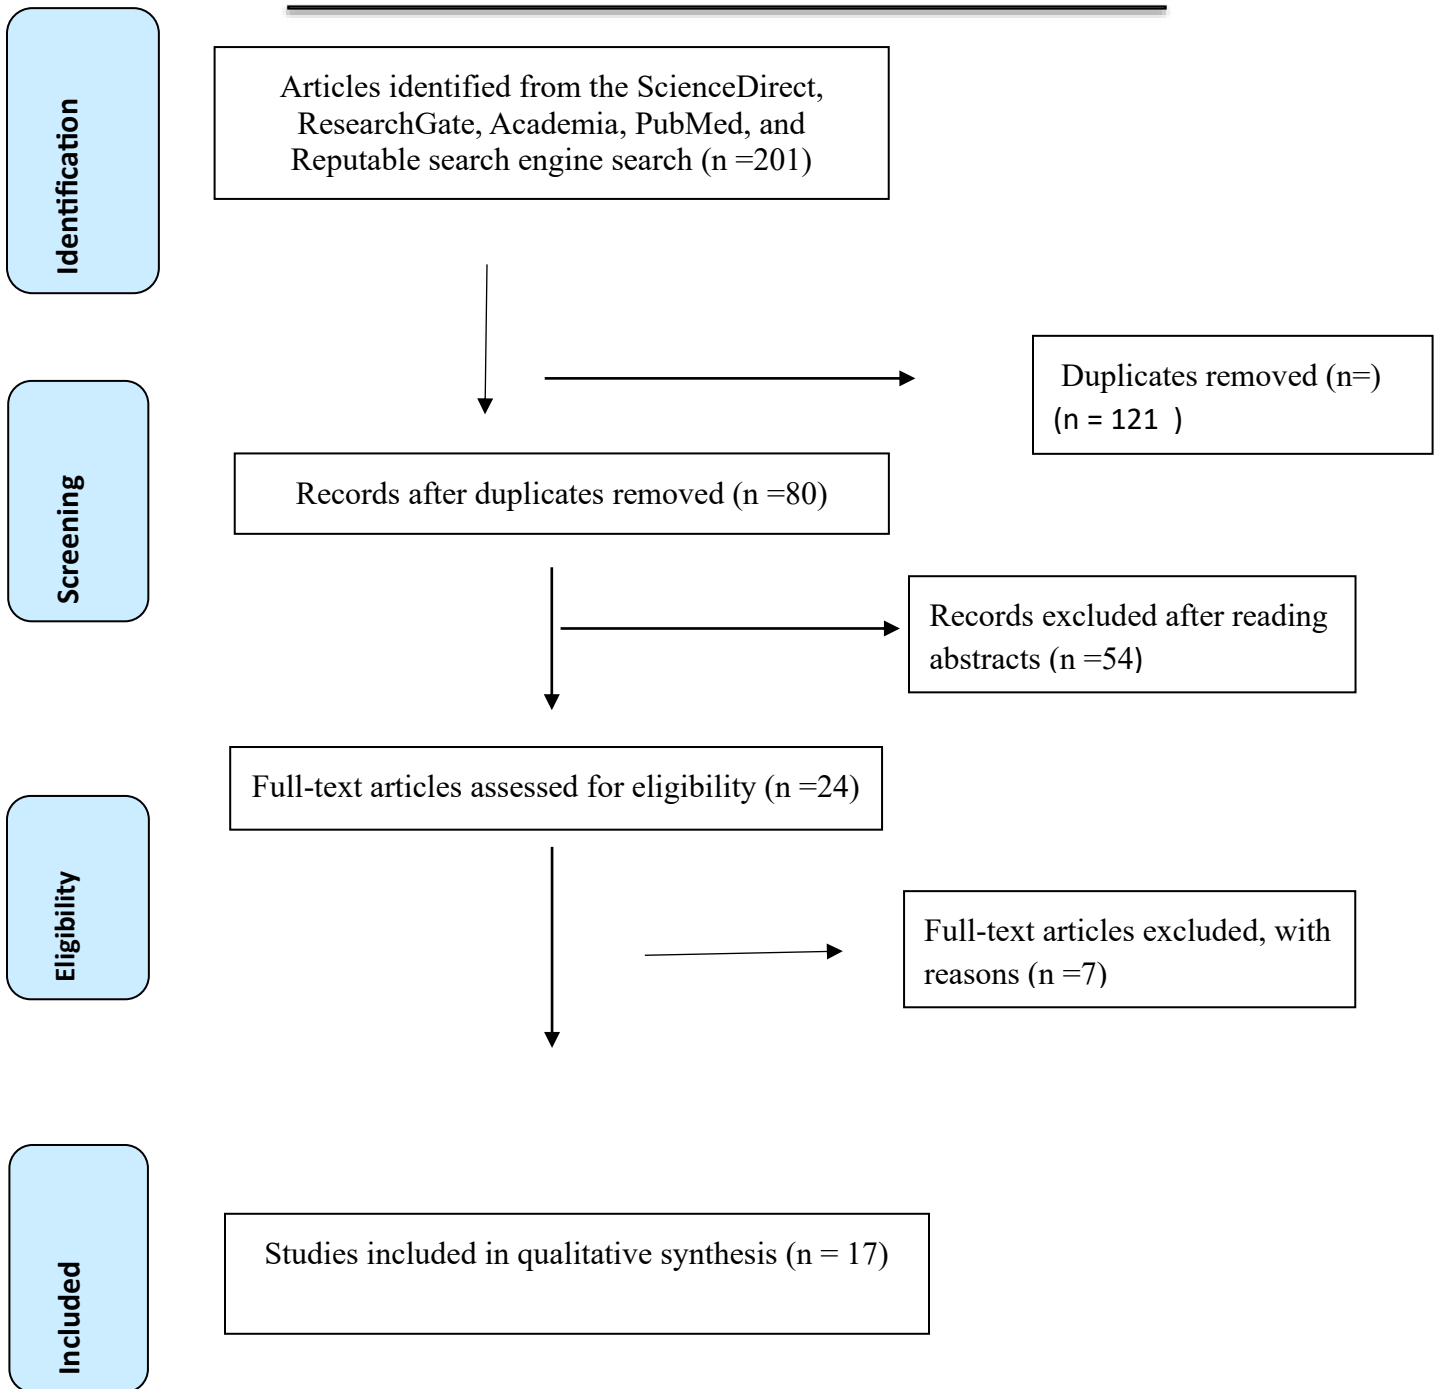 Identification
Articles identified from the ScienceDirect,
ResearchGate, Academia, PubMed, and
Reputable search engine search (n =201)
Duplicates removed (n=)
(n = 121  )
Screening
Records after duplicates removed (n =80)
Records excluded after reading
abstracts (n =54)
Full-text articles assessed for eligibility (n =24)
Eligibility
Full-text articles excluded, with
reasons (n =7)
Included
Studies included in qualitative synthesis (n = 17)